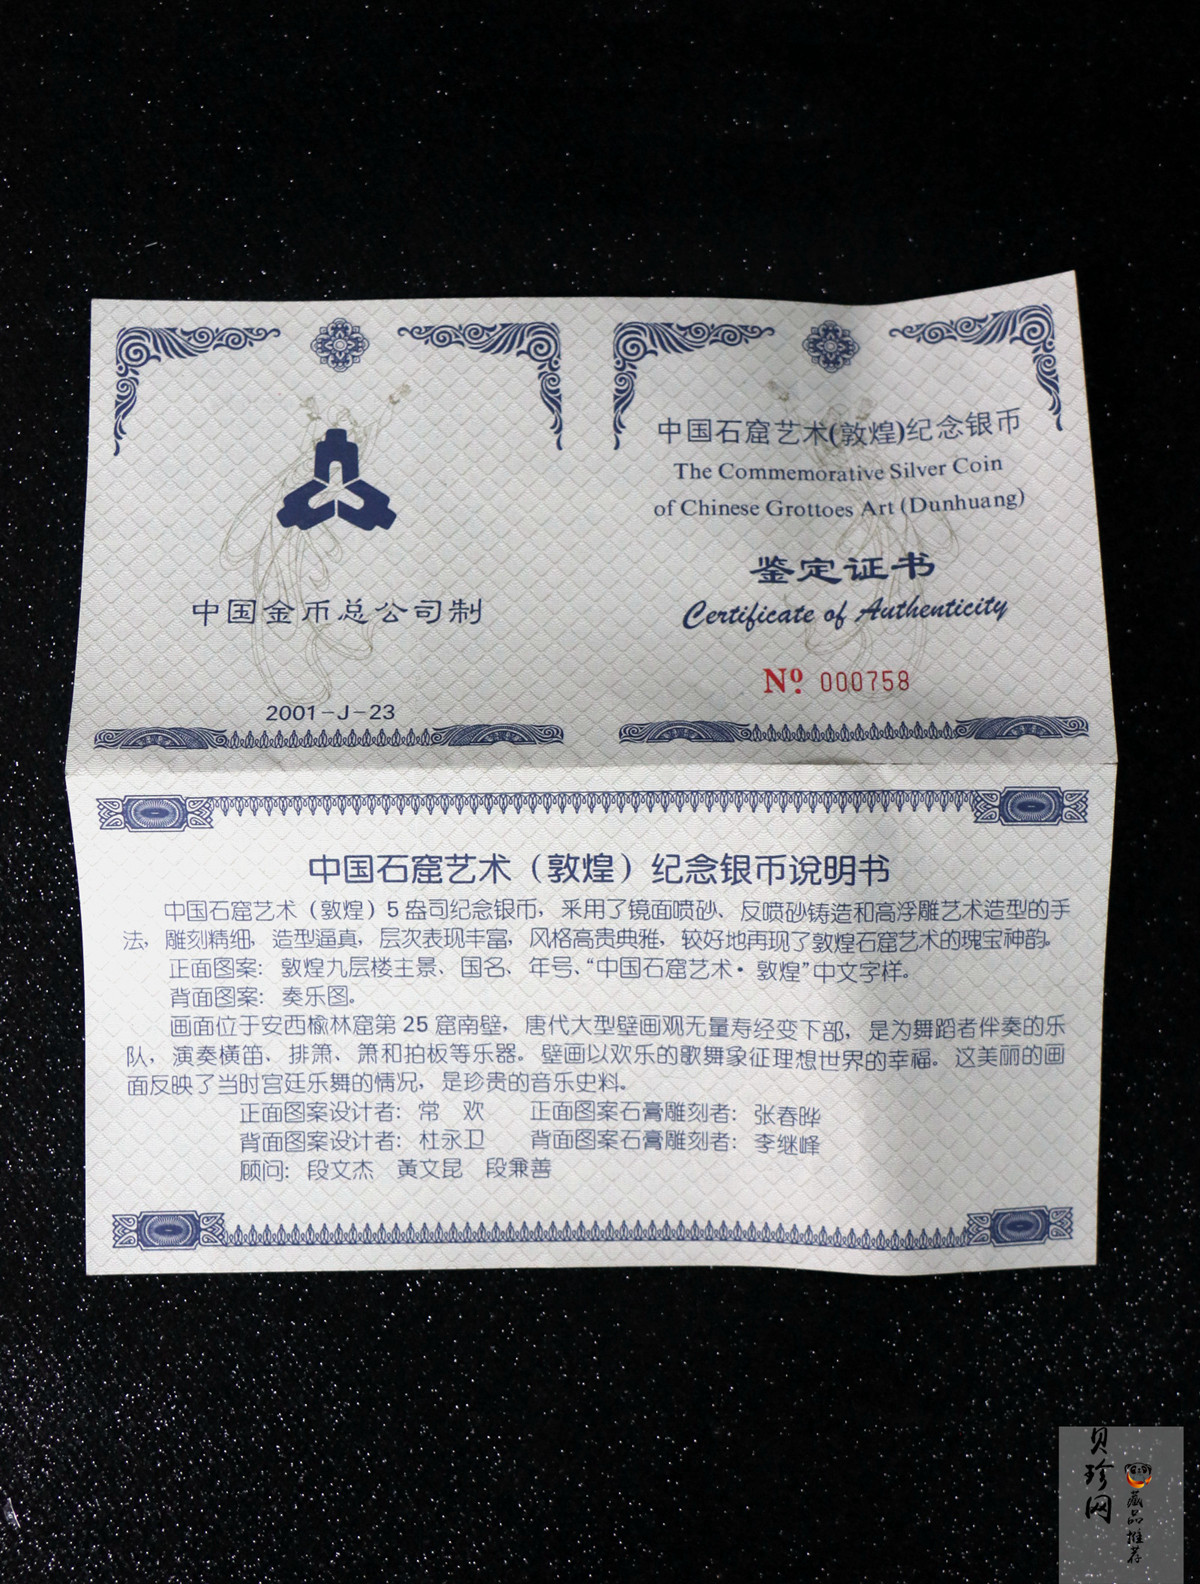 中国金币总公司制
2001-J-23
中国石窟艺术(敦煌)纪念银币
The Commemorative Silver Coin
of Chinese Grottoes Art (Dunhuang)
鉴定证书
Certificate of Authenticity
Nº. 000758
中国石窟艺术（敦煌）纪念银币说明书
中国石窟艺术（敦煌）5盎司纪念银币，采用了镜面喷砂、反喷砂铸造和高浮雕艺术造型的手
法，雕刻精细，造型逼真，层次表现丰富，风格高贵典雅，较好地再现了敦煌石窟艺术的瑰宝神韵。
正面图案：敦煌九层楼主景、国名、年号、“中国石窟艺术·敦煌”中文字样。
背面图案：奏乐图。
画面位于安西榆林窟第25窟南壁，唐代大型壁画观无量寿经变下部，是为舞蹈者伴奏的乐
队，演奏横笛、排箫、箫和拍板等乐器。壁画以欢乐的歌舞象征理想世界的幸福。这美丽的画
面反映了当时宫廷乐舞的情况，是珍贵的音乐史料。
正面图案设计者：常 欢 正面图案石膏雕刻者：张春晔
背面图案设计者：杜永卫 背面图案石膏雕刻者：李继峰
顾问：段文杰 黄文昆 段兼善
贝珍网
藏品推荐